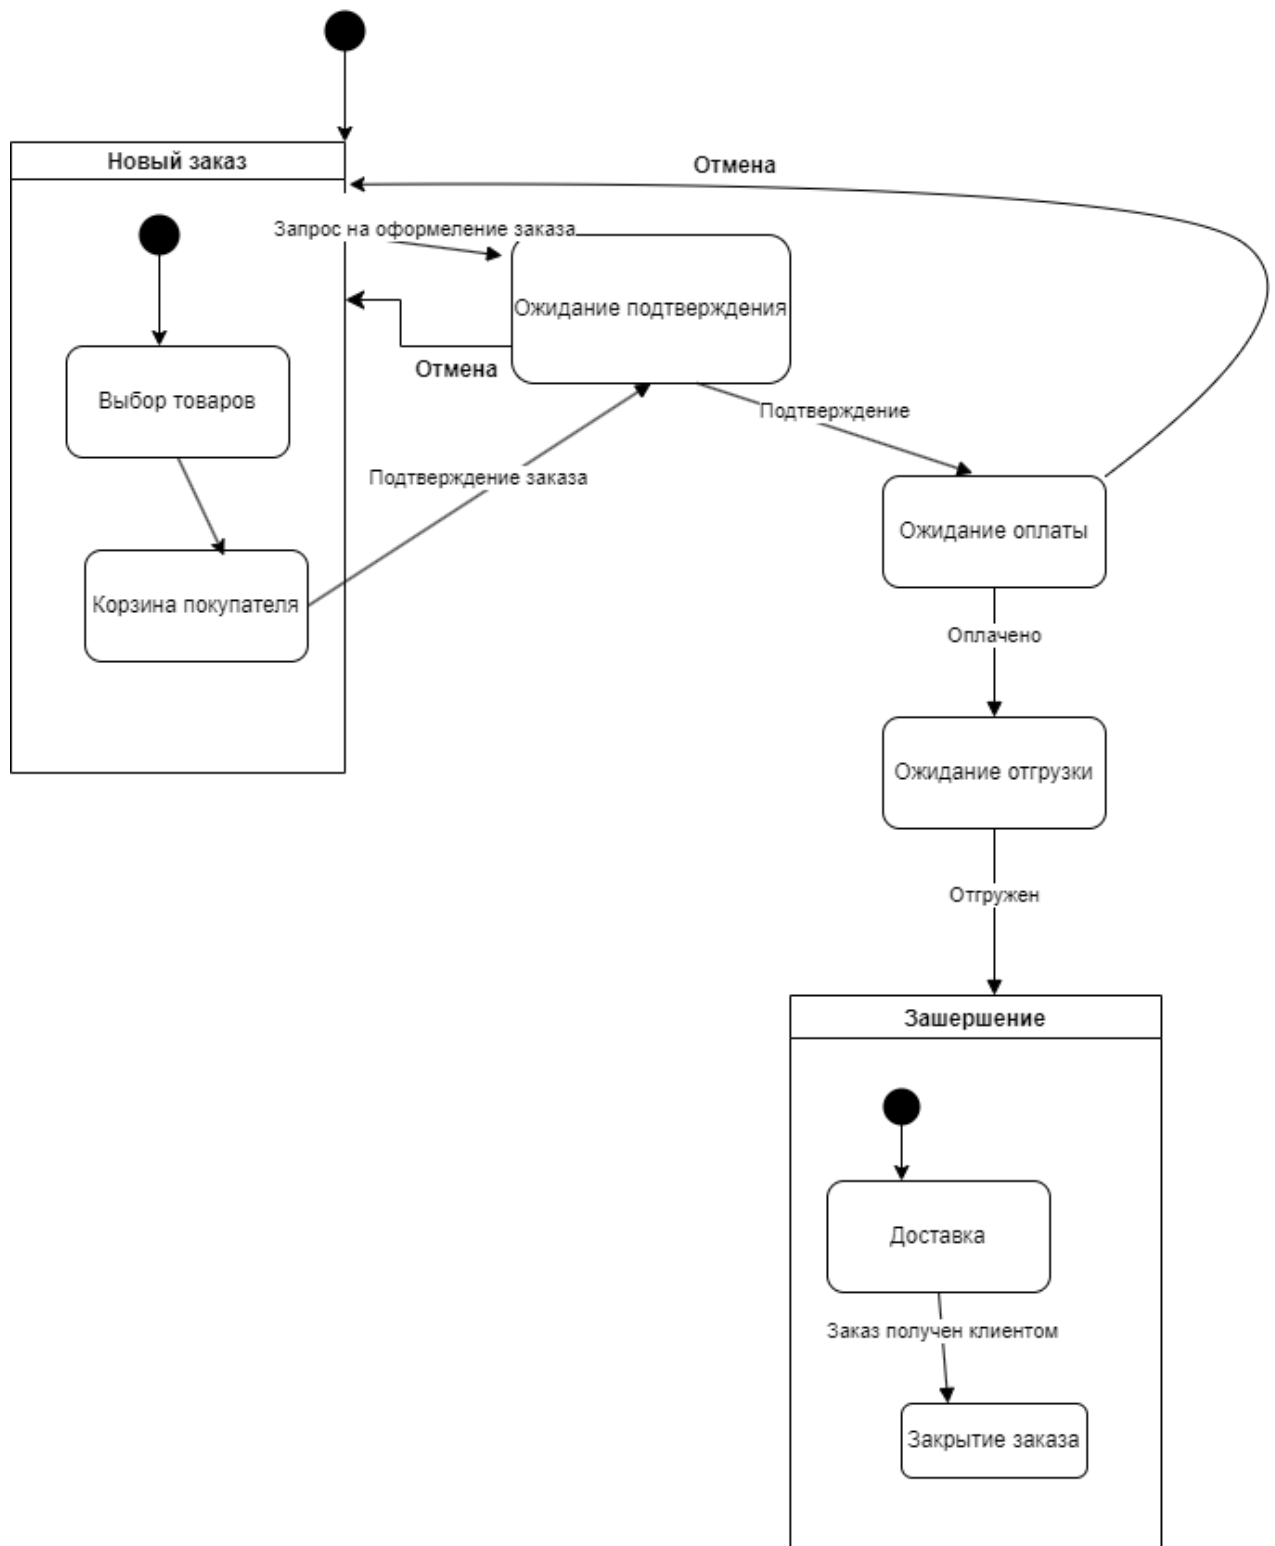 Новый заказ
Отмена
Запрос на оформеление заказа
Ожидание подтверждения
Отмена
Выбор товаров
Подтверждение
Подтверждение заказа
Ожидание оплаты
Корзина покупателя
Оплачено
Ожидание отгрузки
Отгружен
Зашершение
Доставка
Заказ получен клиентом
Закрытие заказа